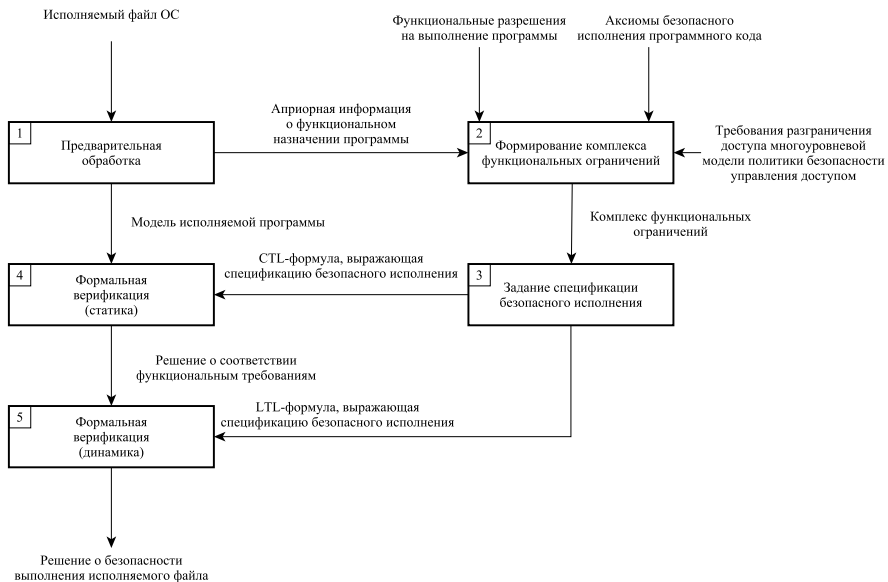 Исполняемый файл ОС
Функциональные разрешения
на выполнение программы
Аксиомы безопасного
исполнения программного кода
1
Предварительная
обработка
Априорная информация
о функциональном
назначении программы
2
Формирование комплекса
функциональных ограничений
Требования разграничения
доступа многоуровневой
модели политики безопасности
управления доступом
Модель исполняемой программы
Комплекс функциональных
ограничений
4
Формальная
верификация
(статика)
CTL-формула, выражающая
спецификацию безопасного исполнения
3
Задание спецификации
безопасного исполнения
Решение о соответствии
функциональным требованиям
5
Формальная
верификация
(динамика)
LTL-формула, выражающая
спецификацию безопасного исполнения
Решение о безопасности
выполнения исполняемого файла